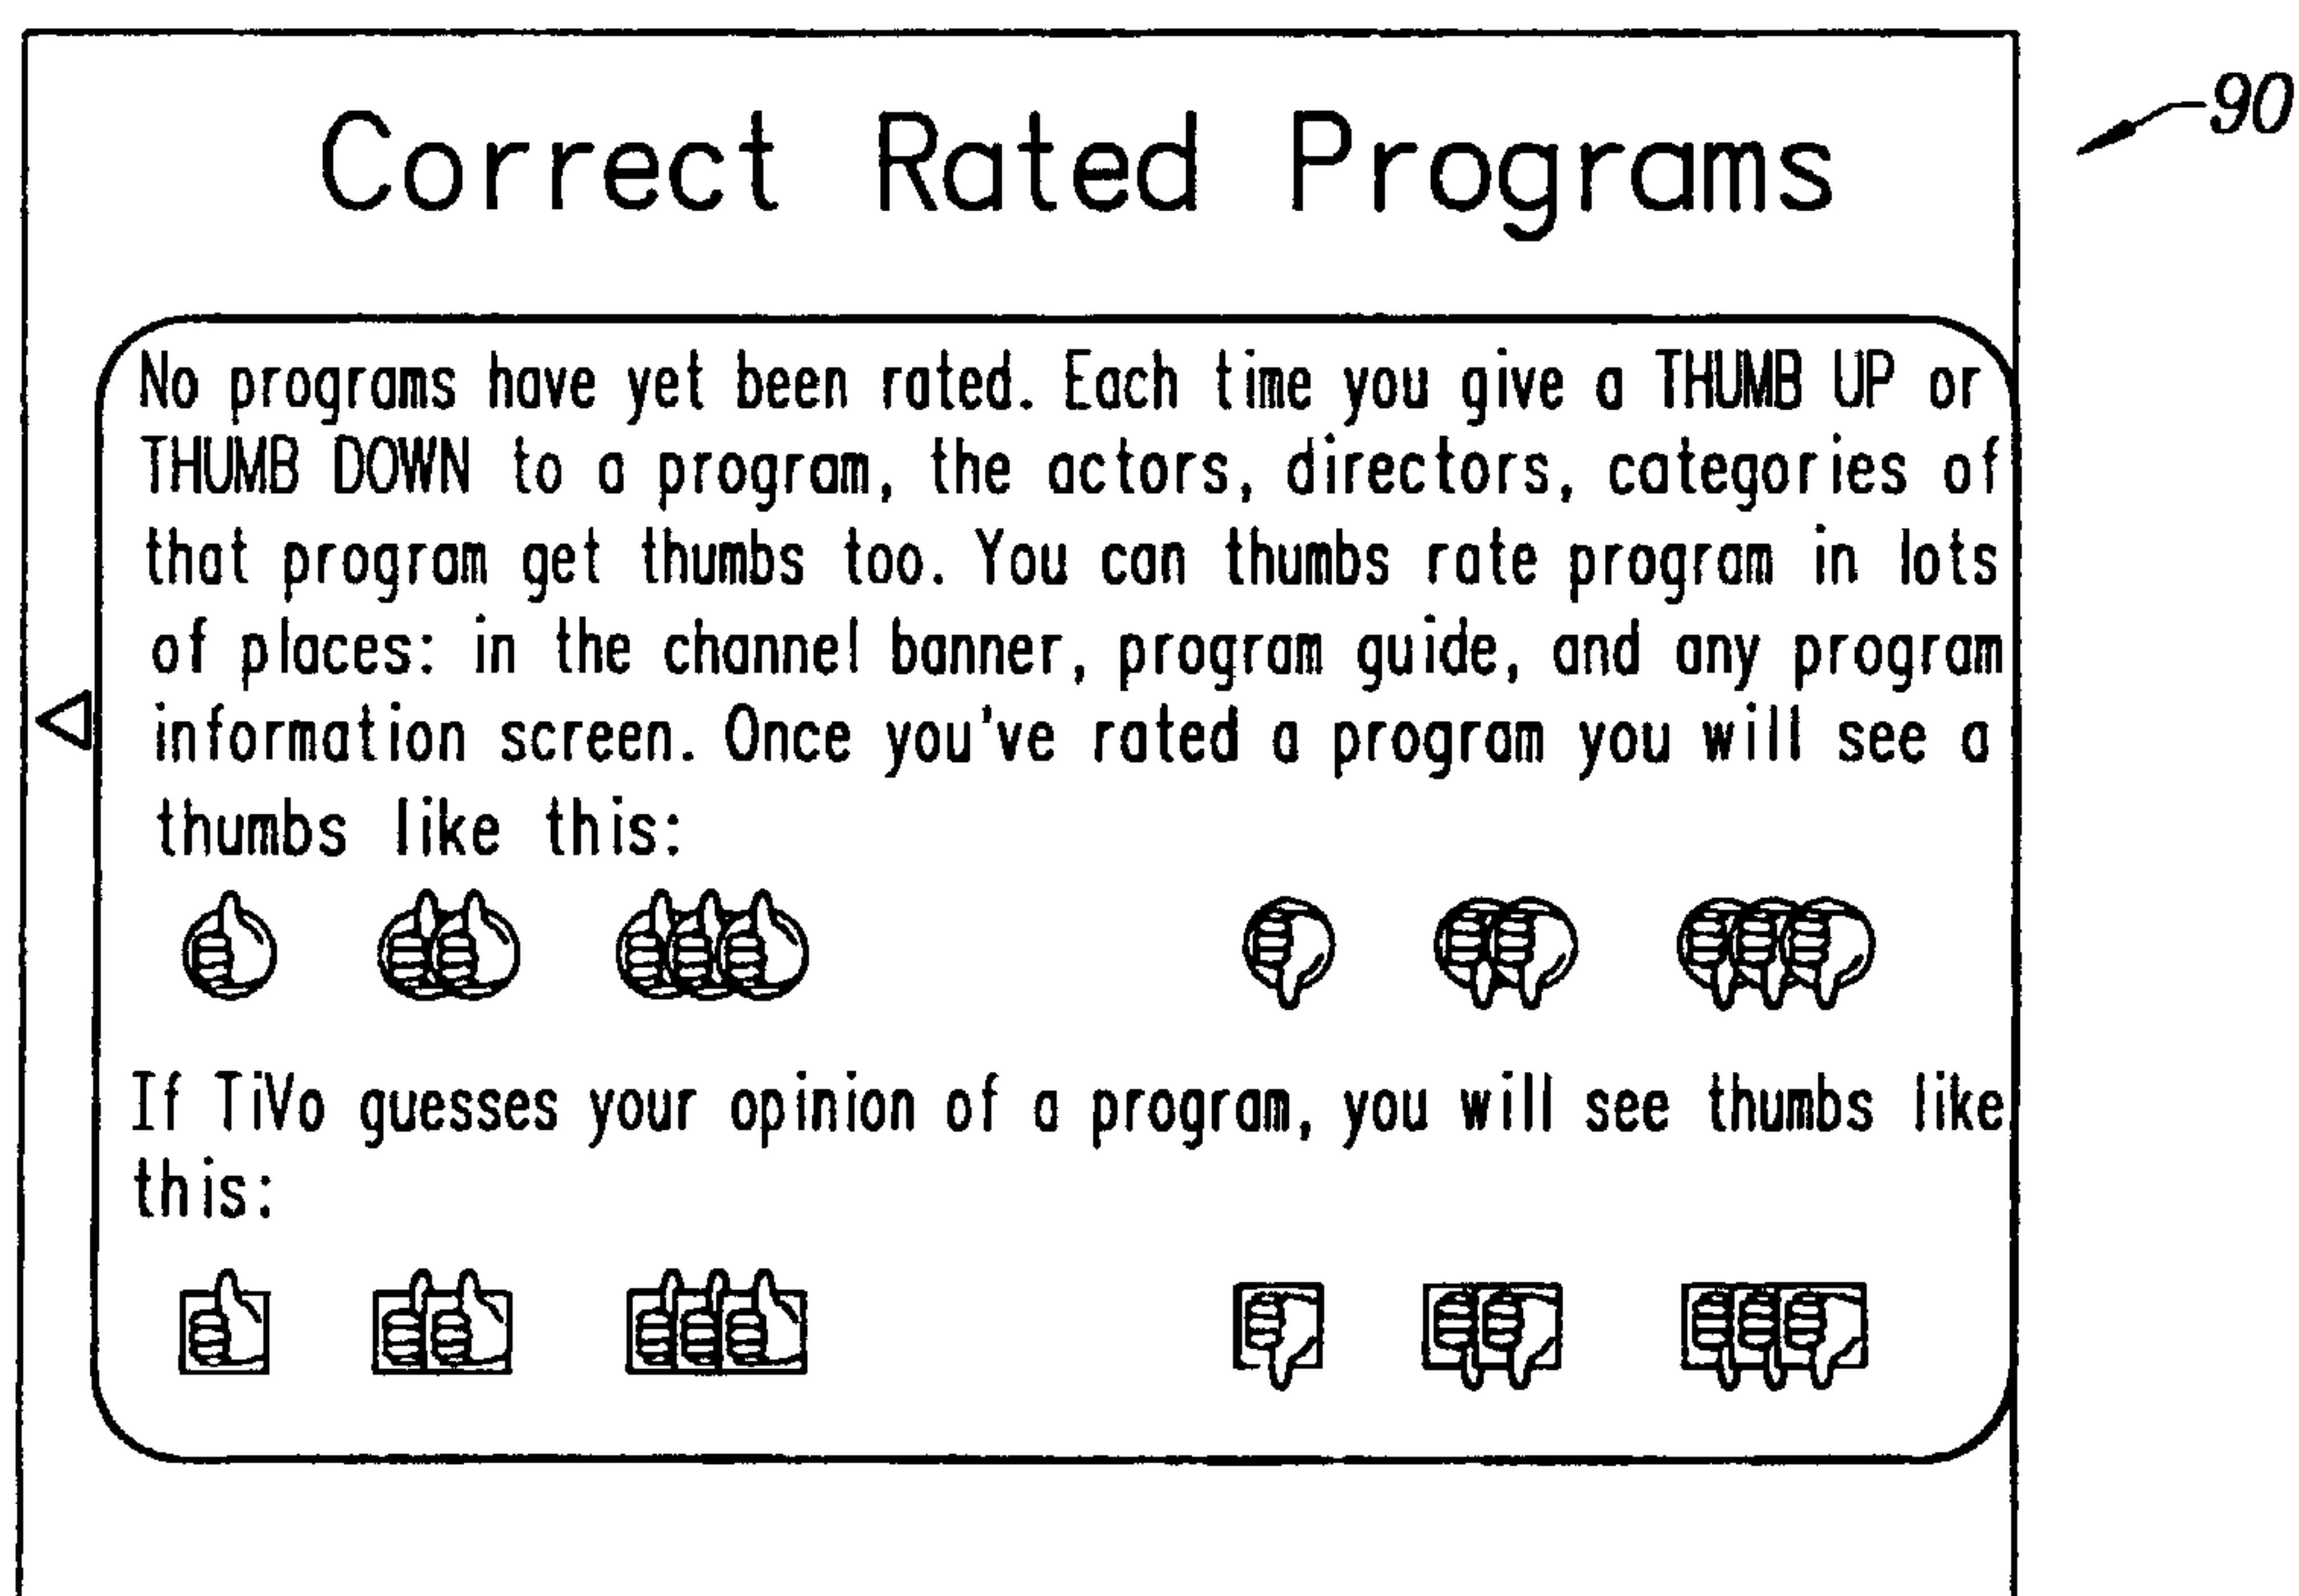 90
Correct Rated Programs
No programs have yet been rated. Each time you give a THUMB UP or
THUMB DOWN to a program, the actors, directors, categories of
that program get thumbs too. You can thumbs rate program in lots
of places: in the channel banner, program guide, and any program
information screen. Once you've rated a program you will see a
thumbs like this:
If TiVo guesses your opinion of a program, you will see thumbs like
this: